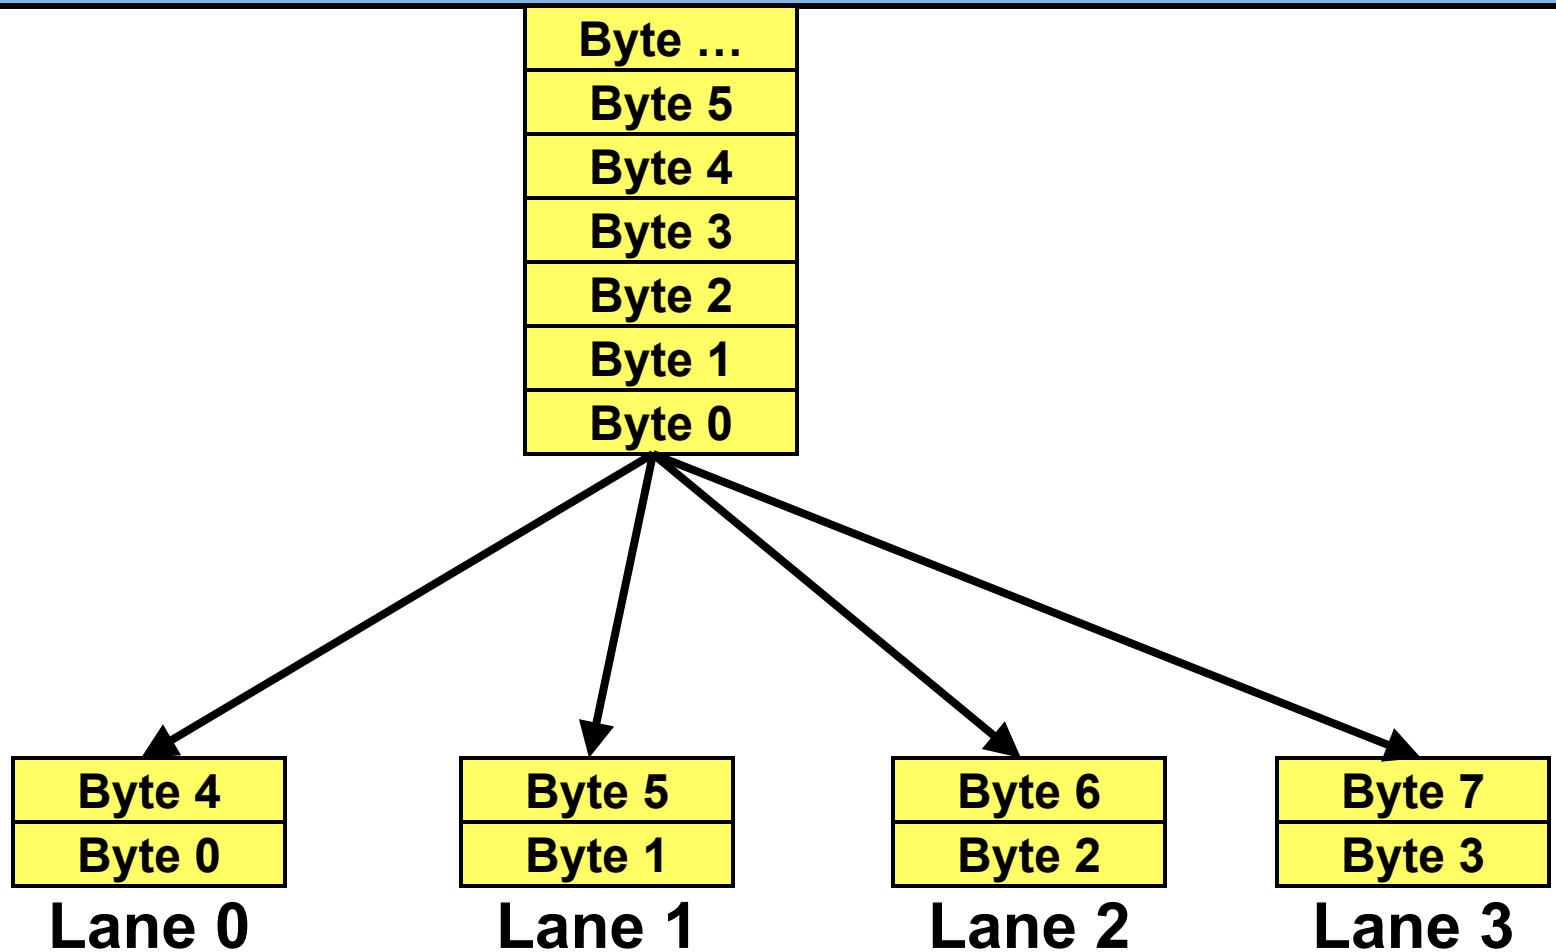 Byte …
Byte 5
Byte 4
Byte 3
Byte 2
Byte 1
Byte 0
Byte 4
Byte 0
Lane 0
Byte 5
Byte 1
Lane 1
Byte 6
Byte 2
Lane 2
Byte 7
Byte 3
Lane 3